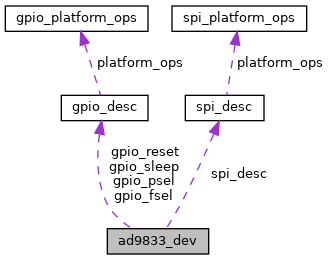 gpio_platform_ops
spi_platform_ops
platform_ops
platform_ops
gpio_desc
spi_desc
gpio_reset
gpio_sleep
gpio_psel
gpio_fsel
spi_desc
ad9833_dev